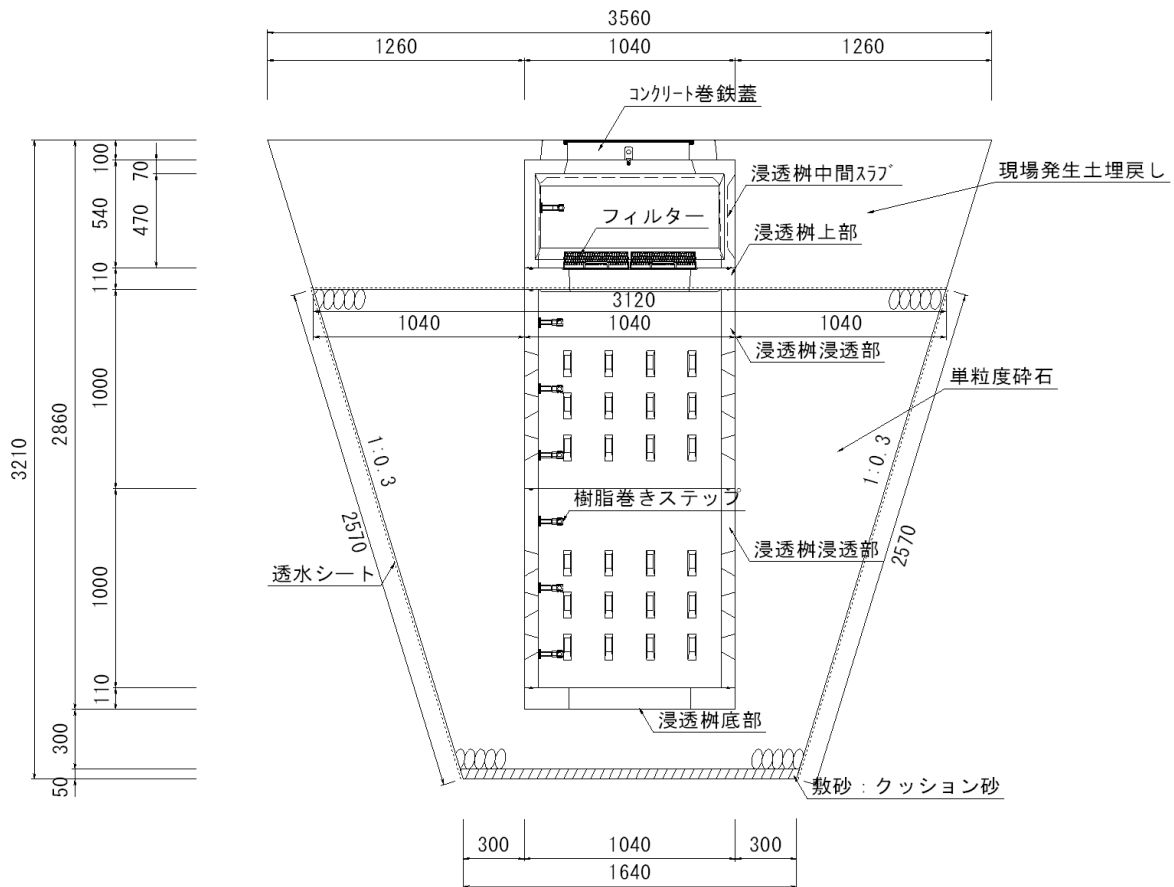 3560
1260
1040
1260
コンクリート巻鉄蓋
100
70
浸透桝中間スラブ
現場発生土埋戻し
540
470
フィルター
浸透桝上部
110
3120
1040
1040
1040
浸透桝浸透部
単粒度砕石
1000
2860
3210
1:0.3
1:0.3
樹脂巻きステップ
2570
2570
浸透桝浸透部
透水シート
1000
110
浸透桝底部
300
50
敷砂：クッション砂
300
1040
300
1640